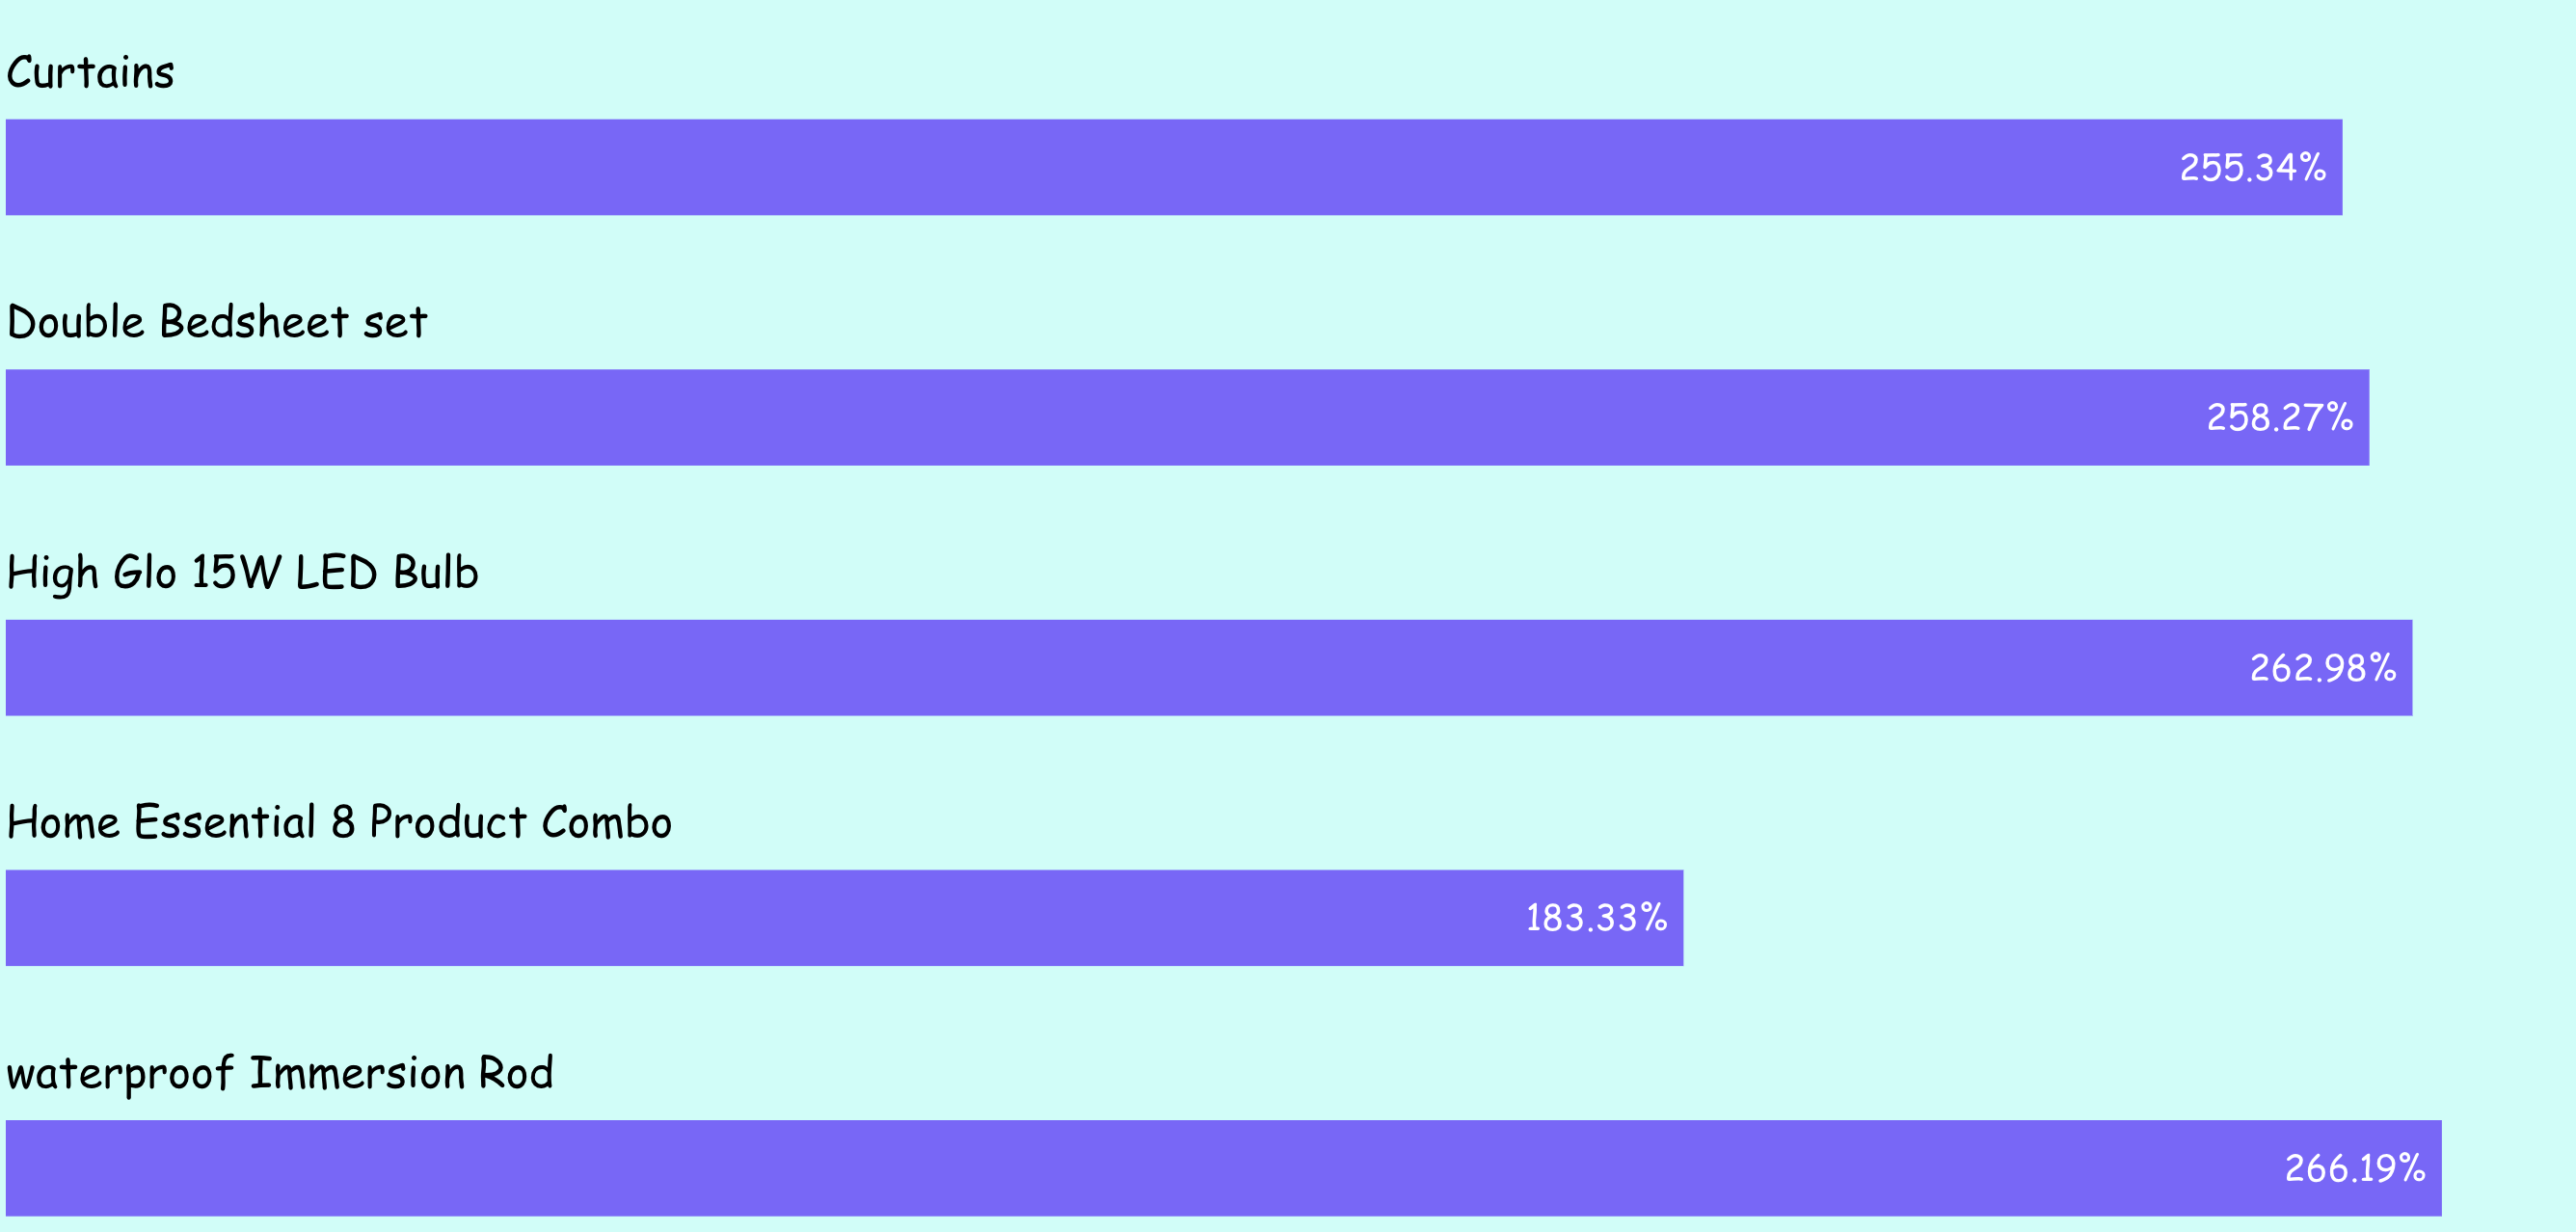 Curtains
255.34%
Double Bedsheet set
258.27%
High Glo 15W LED Bulb
262.98%
Home Essential 8 Product Combo
183.33%
waterproof Immersion Rod
266.19%